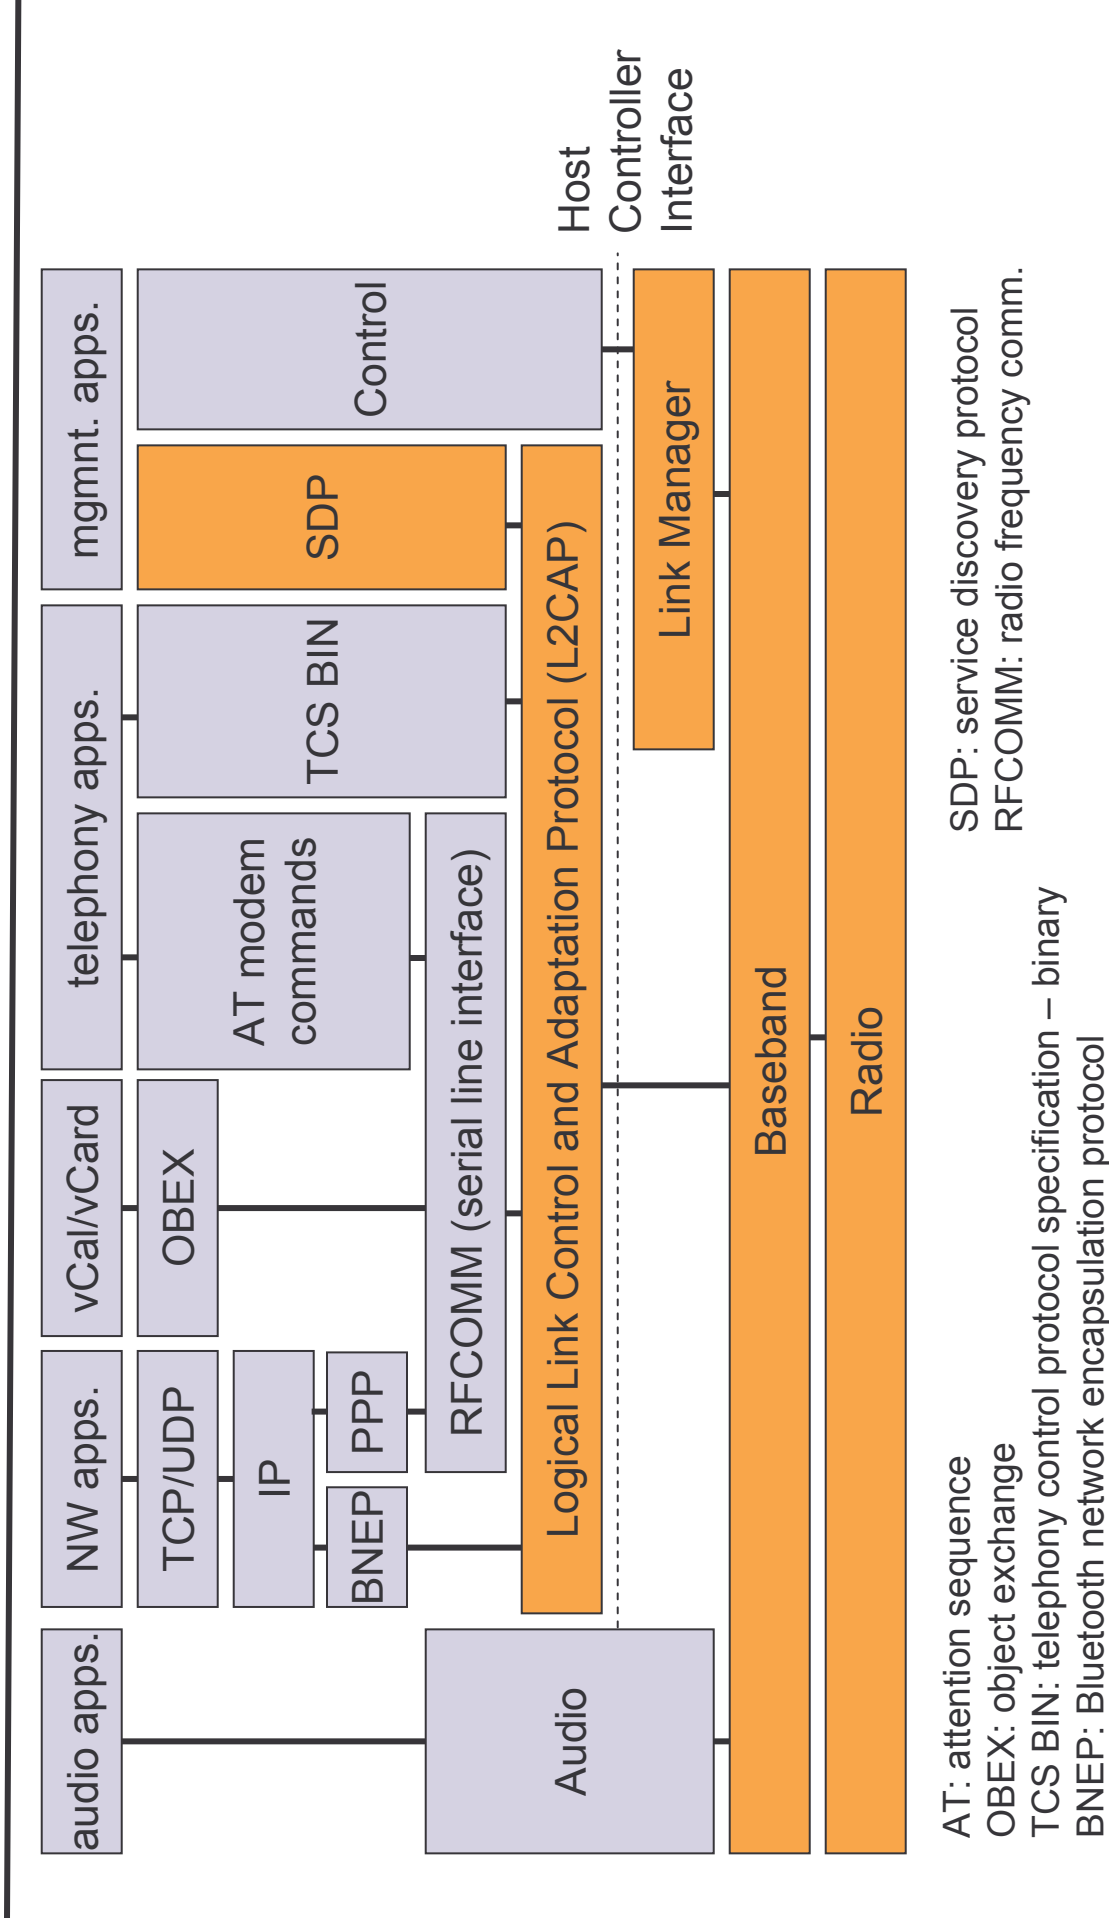 audio apps.
NW apps.
vCal/vCard
telephony apps.
mgmnt. apps.
TCP/UDP
OBEX
AT modem
commands
TCS BIN
SDP
Control
IP
BNEP
PPP
RFCOMM (serial line interface)
Audio
Logical Link Control and Adaptation Protocol (L2CAP)
Host
Controller
Interface
Link Manager
Baseband
Radio
AT: attention sequence
OBEX: object exchange
TCS BIN: telephony control protocol specification – binary
BNEP: Bluetooth network encapsulation protocol
SDP: service discovery protocol
RFCOMM: radio frequency comm.